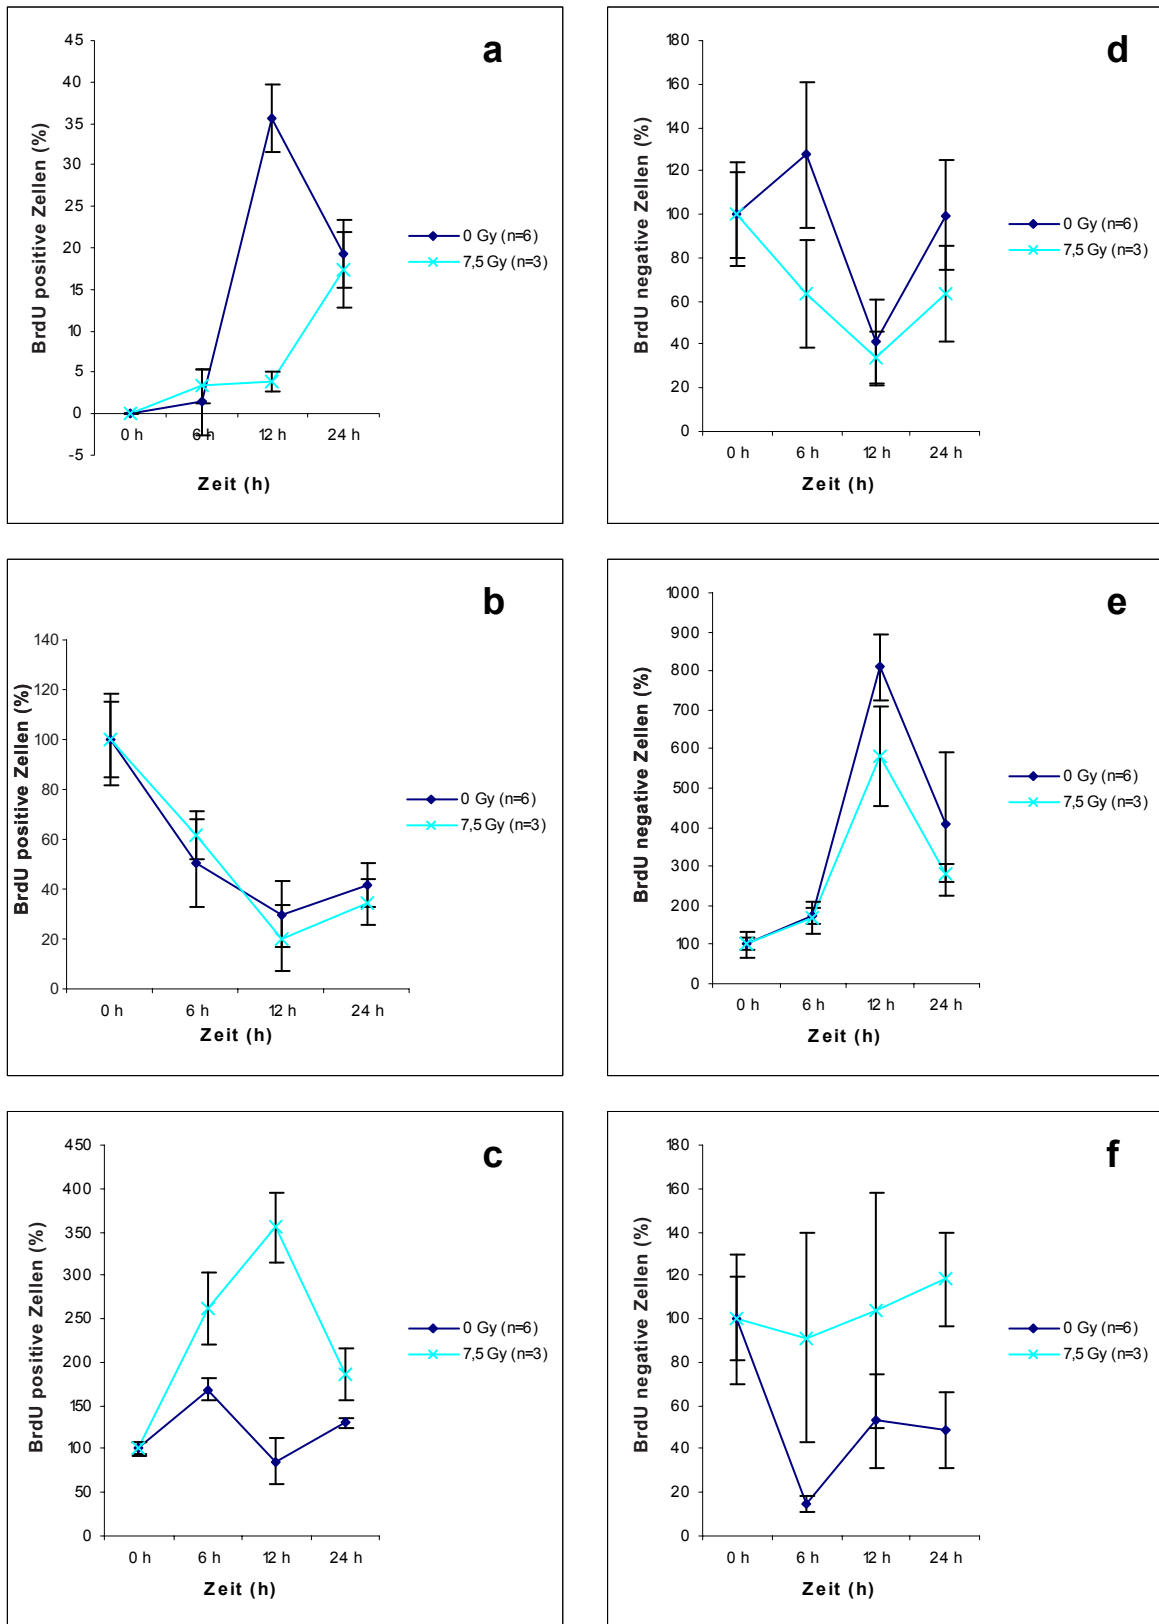 a
45
40
35
30
25
20
15
10
5
0
-5
BrdU positive Zellen (%)
0 h 6 h 12 h 24 h
Zeit (h)
0 Gy (n=6)
7,5 Gy (n=3)
d
180
160
140
120
100
80
60
40
20
0
BrdU negative Zellen (%)
0 h 6 h 12 h 24 h
Zeit (h)
0 Gy (n=6)
7,5 Gy (n=3)
b
140
120
100
80
60
40
20
0
BrdU positive Zellen (%)
0 h 6 h 12 h 24 h
Zeit (h)
0 Gy (n=6)
7,5 Gy (n=3)
e
1000
900
800
700
600
500
400
300
200
100
0
BrdU negative Zellen (%)
0 h 6 h 12 h 24 h
Zeit (h)
0 Gy (n=6)
7,5 Gy (n=3)
c
450
400
350
300
250
200
150
100
50
0
BrdU positive Zellen (%)
0 h 6 h 12 h 24 h
Zeit (h)
0 Gy (n=6)
7,5 Gy (n=3)
f
180
160
140
120
100
80
60
40
20
0
BrdU negative Zellen (%)
0 h 6 h 12 h 24 h
Zeit (h)
0 Gy (n=6)
7,5 Gy (n=3)